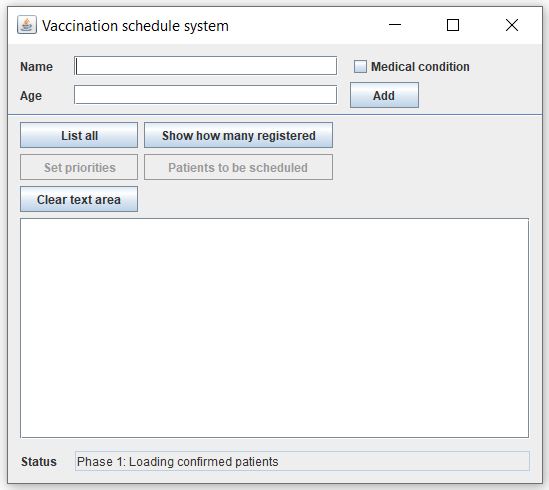 Vaccination schedule system
Name
Medical condition
Age
Add
List all
Show how many registered
Set priorities
Patients to be scheduled
Clear text area
Status
Phase 1: Loading confirmed patients